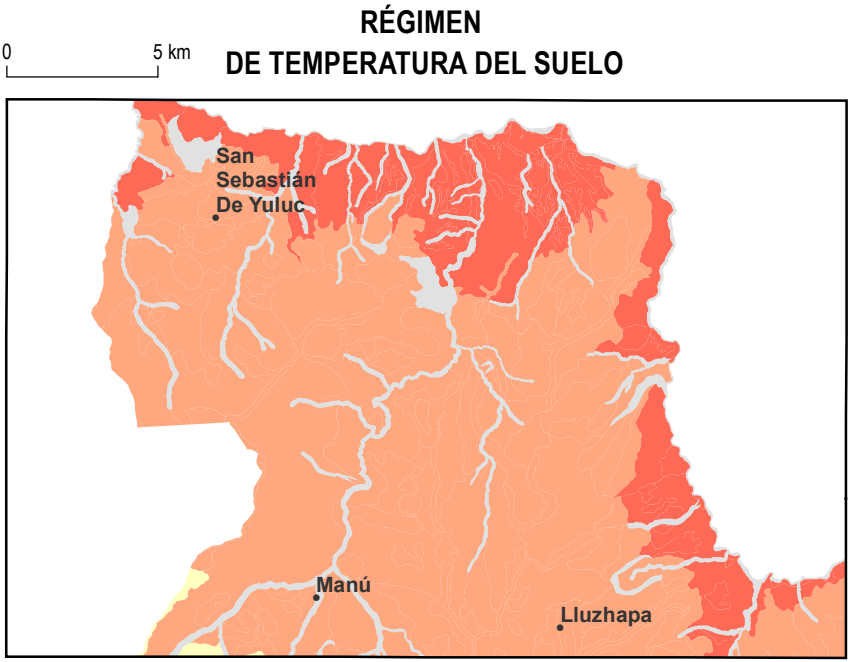 RÉGIMEN
DE TEMPERATURA DEL SUELO
0 5 km
San
Sebastián
De Yuluc
Manú
Lluzhapa